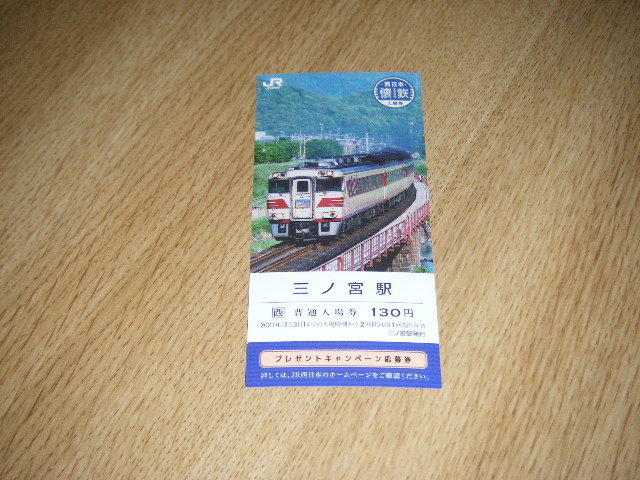 JR
西日本
懐鉄
入場券
三ノ宮駅
西 普通入場券 130円
三ノ宮駅発行
プレゼントキャンペーン応募券
詳しくは、JR西日本のホームページをご確認ください。